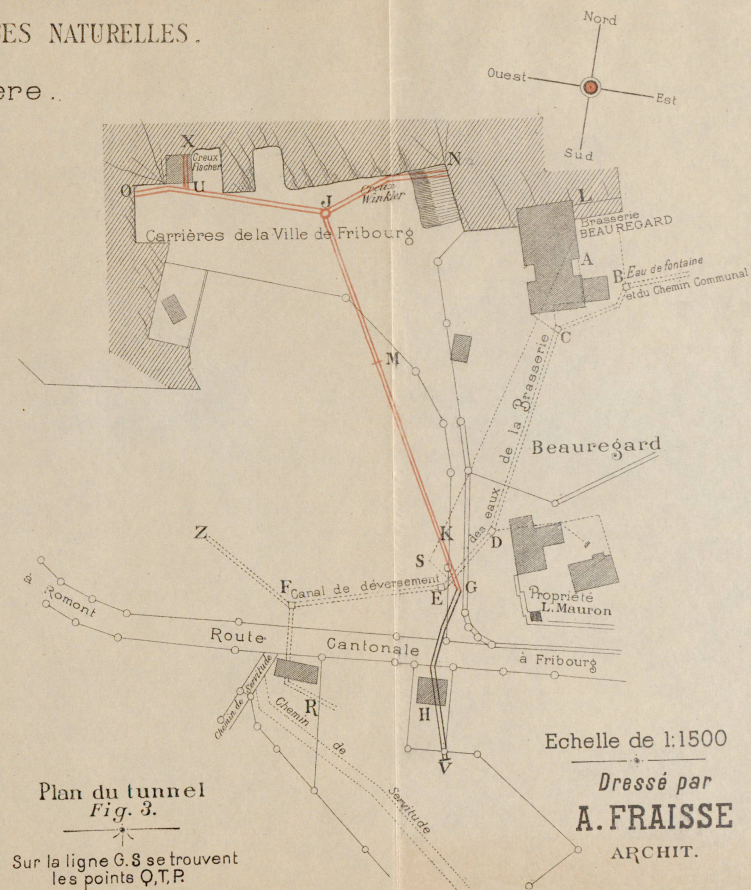 ES NATURELLES.
ère.
Nord
Ouest
Est
Sud
X
Creux
Fischer
O
U
J
N
Creux
Winkler
L
Brasserie
BEAUREGARD
Carrières de la Ville de Fribourg
A
B
Eau de fontaine
et du Chemin Communal
C
M
des eaux de la Brasserie
Beauregard
Z
K
S
D
F
Canal de déversement
E
G
Propriété
L. Mauron
à Romont
Route Cantonale
à Fribourg
Chemin de Servitude
R
H
Chemin de Servitude
V
Echelle de 1:1500
Dressé par
A. FRAISSE
ARCHIT.
Plan du tunnel
Fig. 3.
Sur la ligne G.S se trouvent
les points Q,T,P.